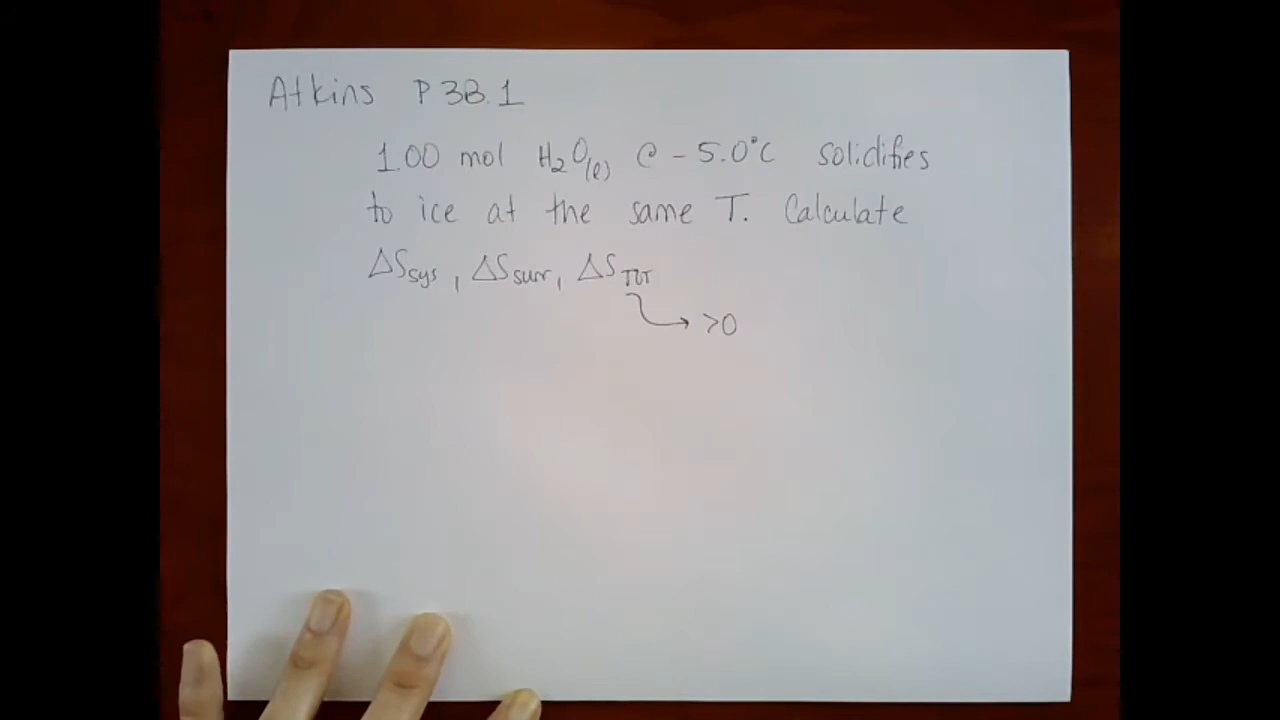 Atkins P3B.1
1.00 mol H₂O(l) @ -5.0°C solidifies
to ice at the same T. Calculate
ΔSsys, ΔSsurr, ΔSTOT
>0